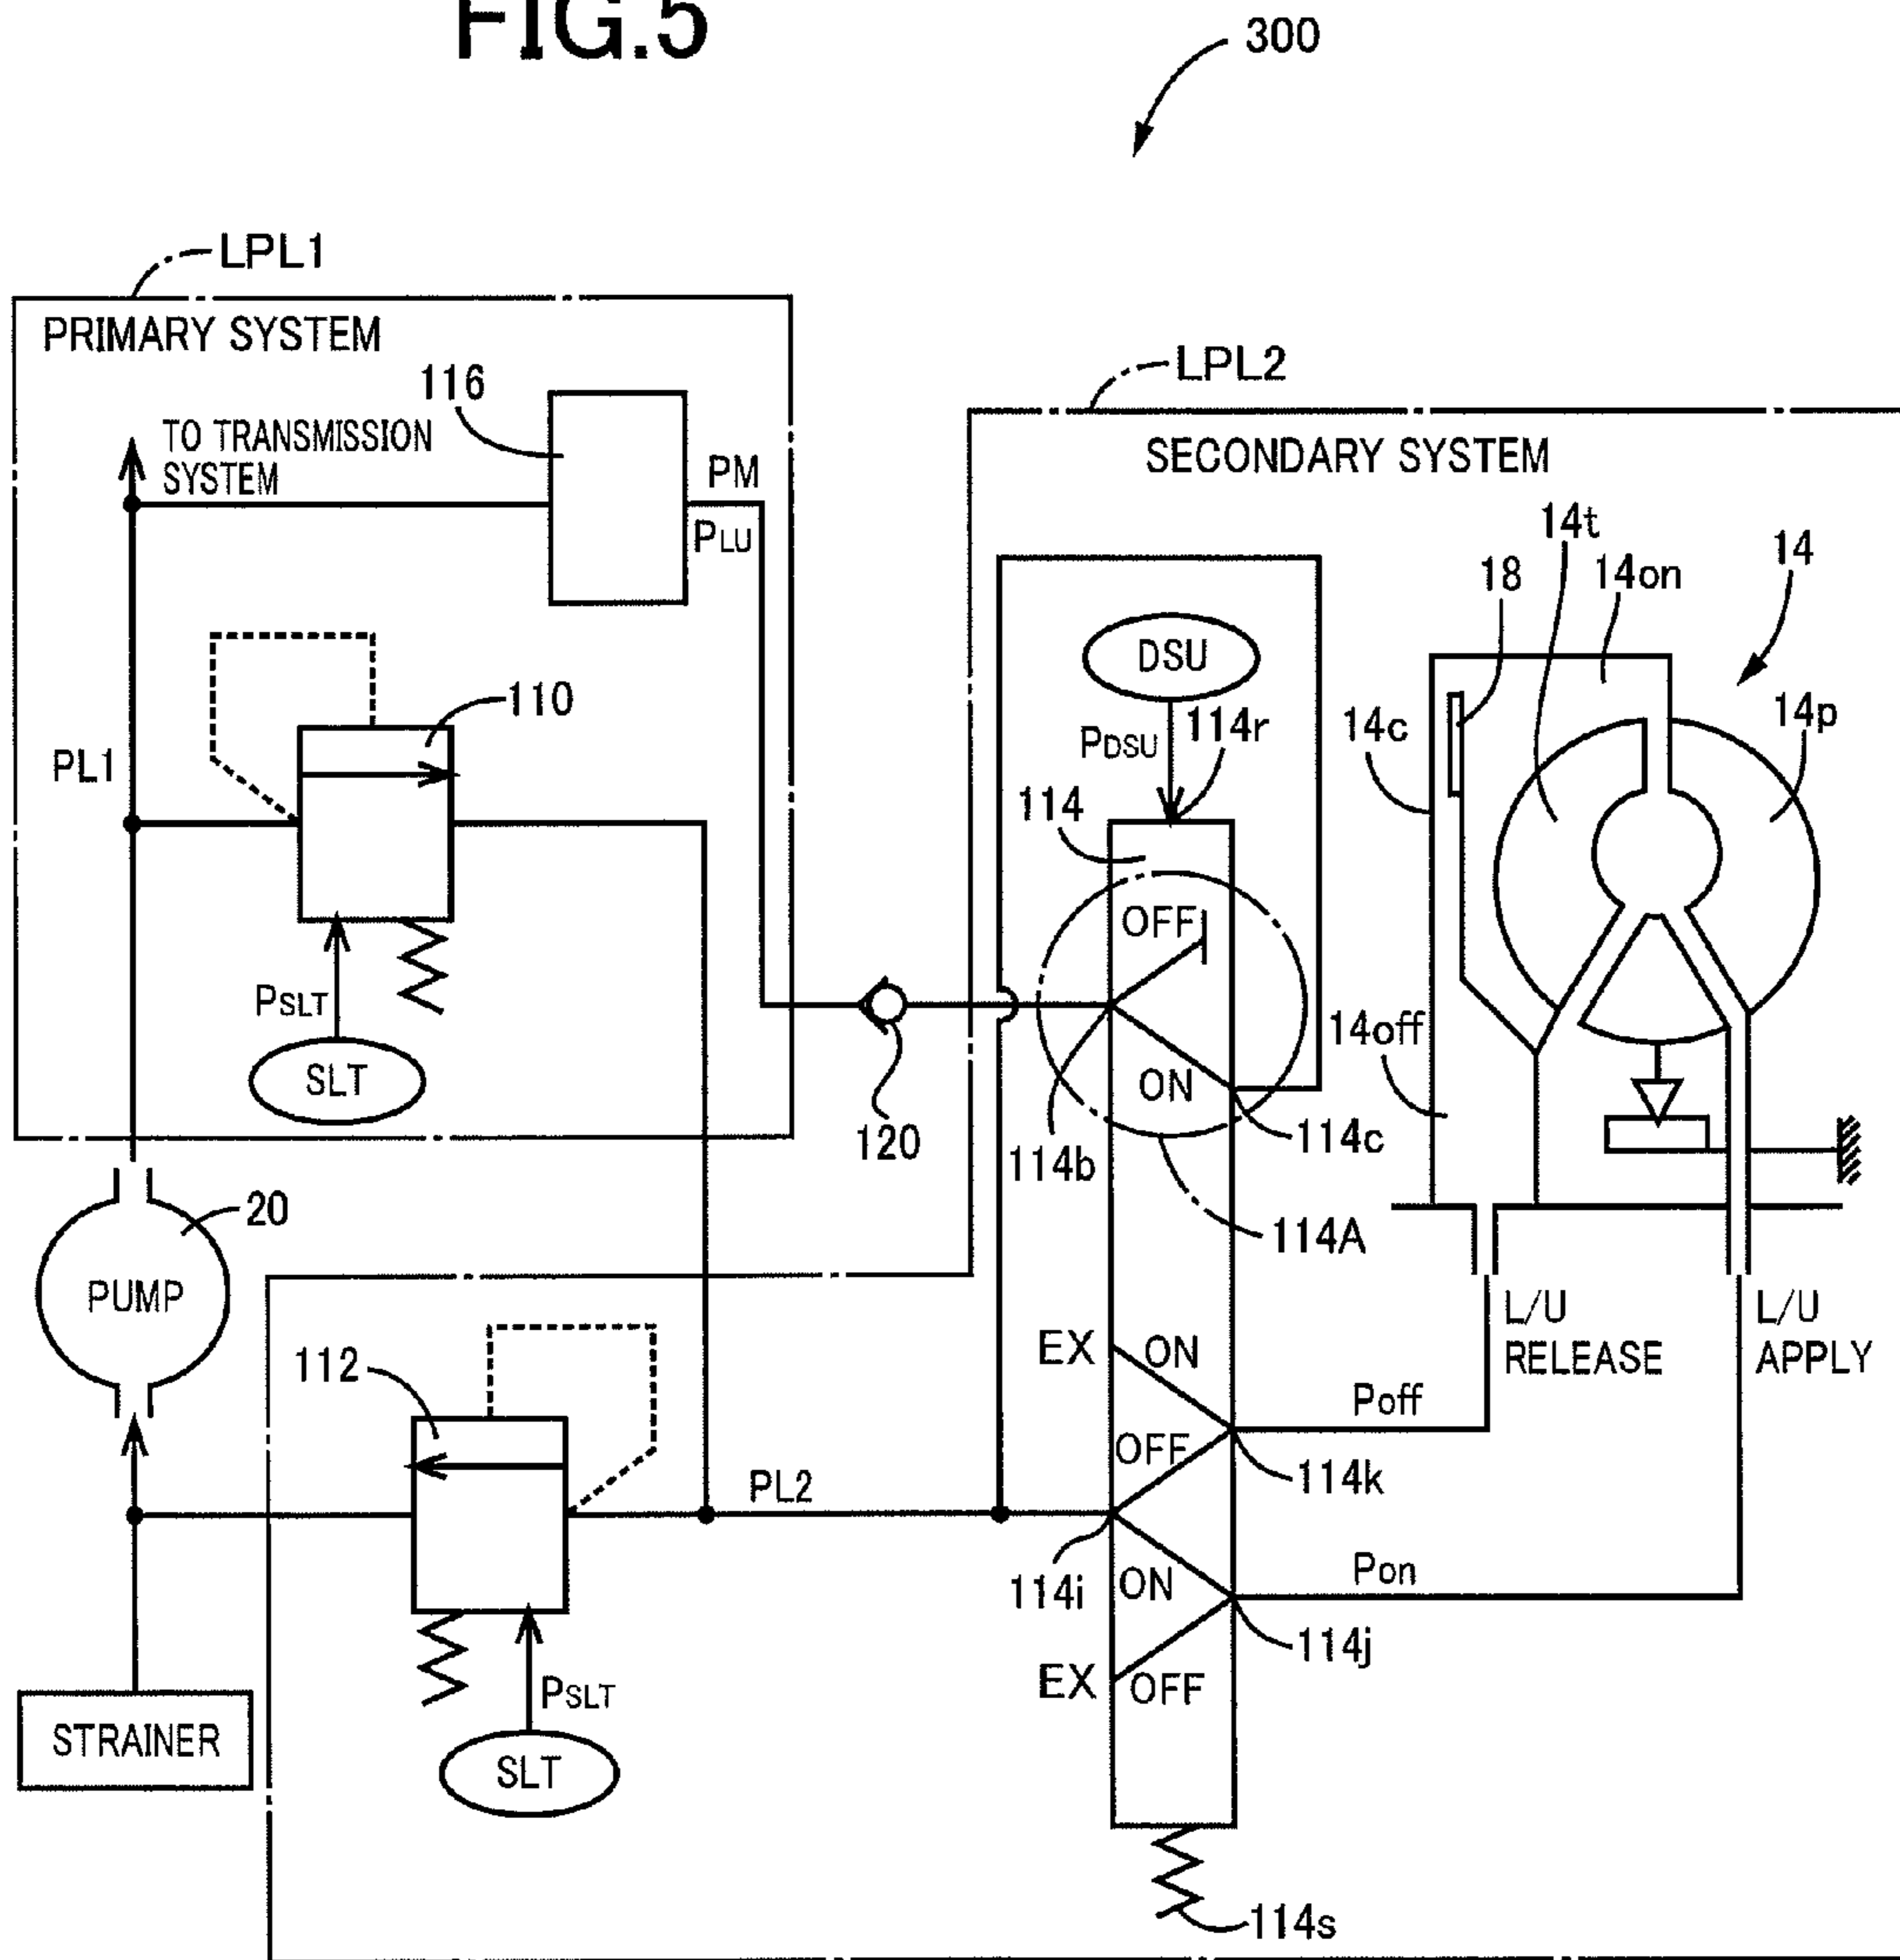 FIG.5
300
LPL1
PRIMARY SYSTEM
116
TO TRANSMISSION
SYSTEM
PM
PLU
110
PL1
PSLT
SLT
LPL2
SECONDARY SYSTEM
14t
14
18
14on
14p
14c
DSU
PDSU
114r
114
OFF
ON
14off
120
114b
114c
114A
20
PUMP
L/U
RELEASE
L/U
APPLY
112
EX
ON
Poff
OFF
114k
PL2
114i
ON
Pon
114j
EX
OFF
PSLT
SLT
STRAINER
114s